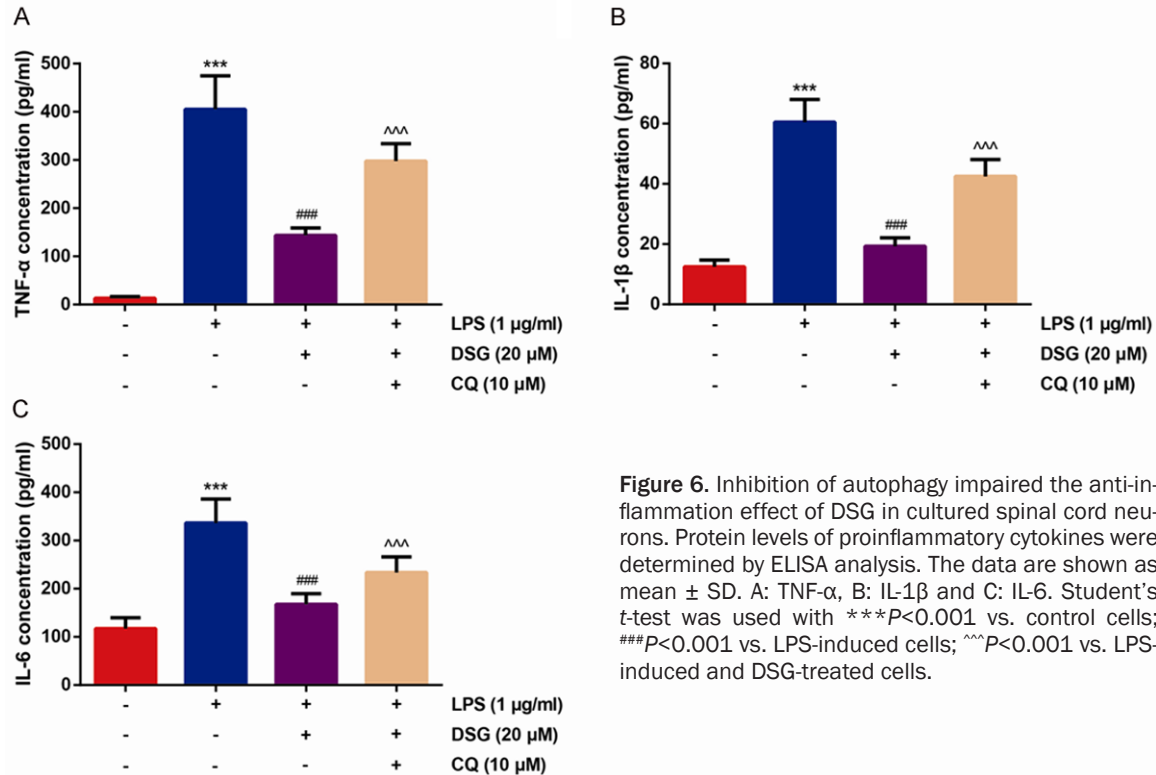 A
TNF-α concentration (pg/ml)
500
400
300
200
100
0
***
###
^^^
- + + + LPS (1 µg/ml)
- - + + DSG (20 µM)
- - - + CQ (10 µM)
B
IL-1β concentration (pg/ml)
80
60
40
20
0
***
###
^^^
- + + + LPS (1 µg/ml)
- - + + DSG (20 µM)
- - - + CQ (10 µM)
C
IL-6 concentration (pg/ml)
500
400
300
200
100
0
***
###
^^^
- + + + LPS (1 µg/ml)
- - + + DSG (20 µM)
- - - + CQ (10 µM)
Figure 6. Inhibition of autophagy impaired the anti-in-
flammation effect of DSG in cultured spinal cord neu-
rons. Protein levels of proinflammatory cytokines were
determined by ELISA analysis. The data are shown as
mean ± SD. A: TNF-α, B: IL-1β and C: IL-6. Student's
t-test was used with ***P<0.001 vs. control cells;
###P<0.001 vs. LPS-induced cells; ^^^P<0.001 vs. LPS-
induced and DSG-treated cells.